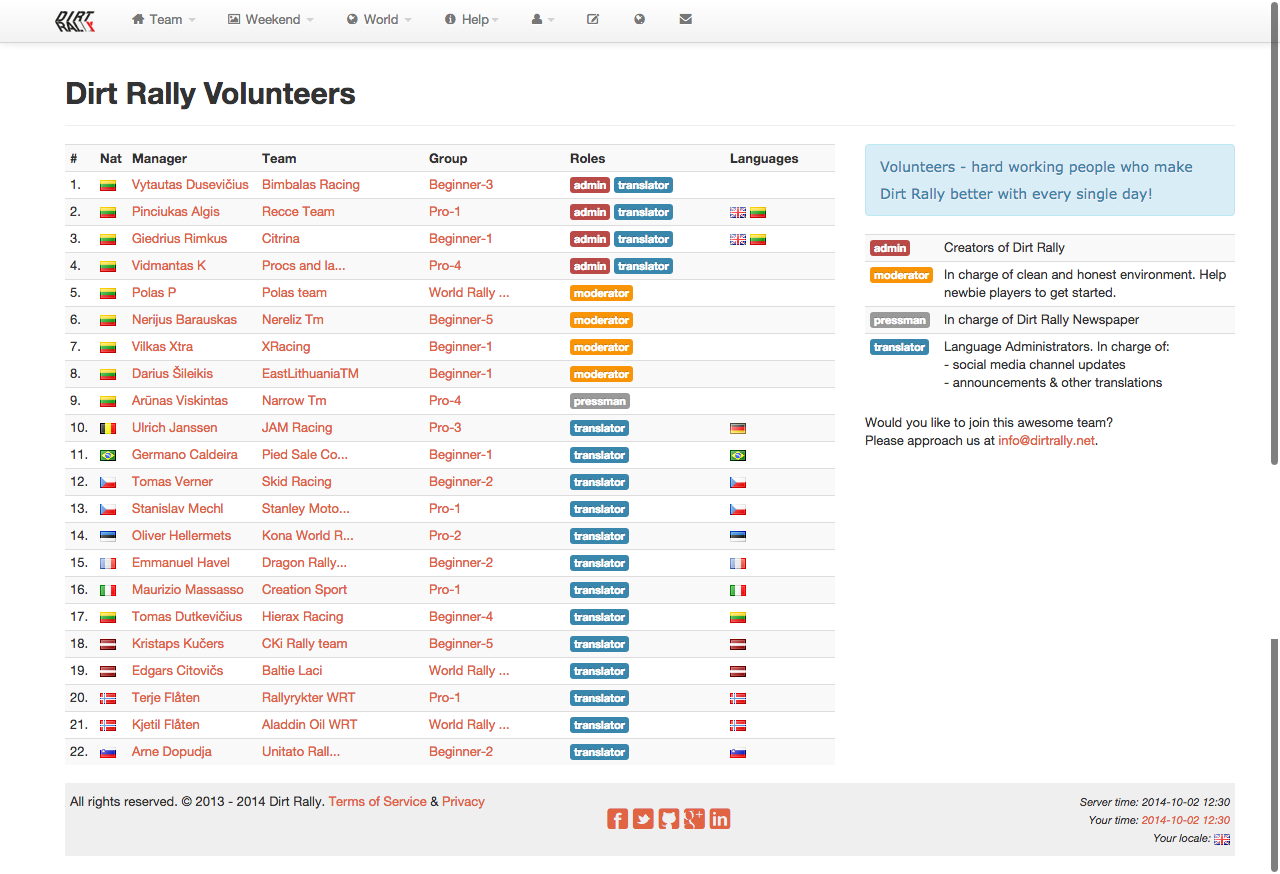 DIRT RALLY Team Weekend World Help
Dirt Rally Volunteers
# Nat Manager Team Group Roles Languages
1. Vytautas Dusevičius Bimbalas Racing Beginner-3 admin translator
2. Pinciukas Algis Recce Team Pro-1 admin translator
3. Giedrius Rimkus Citrina Beginner-1 admin translator
4. Vidmantas K Procs and la... Pro-4 admin translator
5. Polas P Polas team World Rally ... moderator
6. Nerijus Barauskas Nereliz Tm Beginner-5 moderator
7. Vilkas Xtra XRacing Beginner-1 moderator
8. Darius Šileikis EastLithuaniaTM Beginner-1 moderator
9. Arūnas Viskintas Narrow Tm Pro-4 pressman
10. Ulrich Janssen JAM Racing Pro-3 translator
11. Germano Caldeira Pied Sale Co... Beginner-1 translator
12. Tomas Verner Skid Racing Beginner-2 translator
13. Stanislav Mechl Stanley Moto... Pro-1 translator
14. Oliver Hellermets Kona World R... Pro-2 translator
15. Emmanuel Havel Dragon Rally... Beginner-2 translator
16. Maurizio Massasso Creation Sport Pro-1 translator
17. Tomas Dutkevičius Hierax Racing Beginner-4 translator
18. Kristaps Kučers CKi Rally team Beginner-5 translator
19. Edgars Citovičs Baltie Laci World Rally ... translator
20. Terje Flåten Rallyrykter WRT Pro-1 translator
21. Kjetil Flåten Aladdin Oil WRT World Rally ... translator
22. Arne Dopudja Unitato Rall... Beginner-2 translator
Volunteers - hard working people who make
Dirt Rally better with every single day!
admin Creators of Dirt Rally
moderator In charge of clean and honest environment. Help
newbie players to get started.
pressman In charge of Dirt Rally Newspaper
translator Language Administrators. In charge of:
- social media channel updates
- announcements & other translations
Would you like to join this awesome team?
Please approach us at info@dirtrally.net.
All rights reserved. © 2013 - 2014 Dirt Rally. Terms of Service & Privacy
Server time: 2014-10-02 12:30
Your time: 2014-10-02 12:30
Your locale: